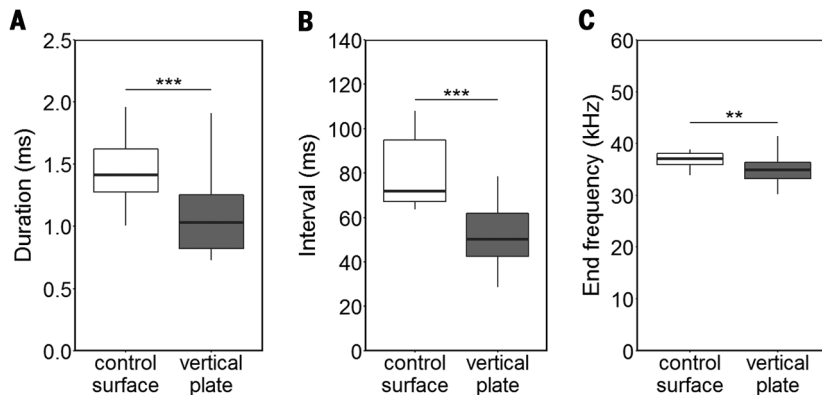 A
Duration (ms)
2.5
2.0
1.5
1.0
0.5
0.0
***
control
surface
vertical
plate
B
Interval (ms)
140
120
100
80
60
40
20
0
***
control
surface
vertical
plate
C
End frequency (kHz)
60
50
40
30
20
10
0
**
control
surface
vertical
plate